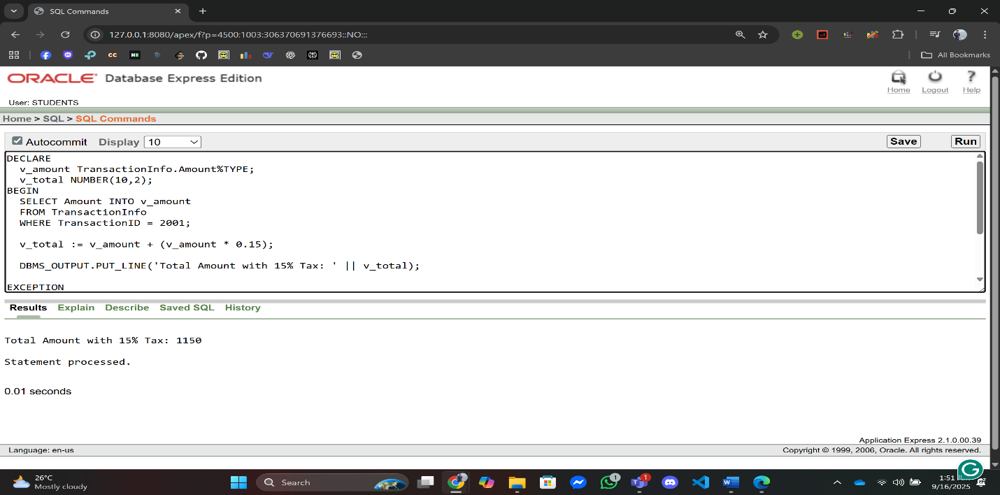 SQL Commands
127.0.0.1:8080/apex/f?p=4500:1003:306370691376693::NO:::
All Bookmarks
ORACLE Database Express Edition
Home Logout Help
User: STUDENTS
Home > SQL > SQL Commands
Autocommit Display 10 Save Run
DECLARE
v_amount TransactionInfo.Amount%TYPE;
v_total NUMBER(10,2);
BEGIN
SELECT Amount INTO v_amount
FROM TransactionInfo
WHERE TransactionID = 2001;
v_total := v_amount + (v_amount * 0.15);
DBMS_OUTPUT.PUT_LINE('Total Amount with 15% Tax: ' || v_total);
EXCEPTION
Results Explain Describe Saved SQL History
Total Amount with 15% Tax: 1150
Statement processed.
0.01 seconds
Application Express 2.1.0.00.39
Language: en-us Copyright © 1999, 2006, Oracle. All rights reserved.
26°C
Mostly cloudy
Search
1:51
9/16/2025